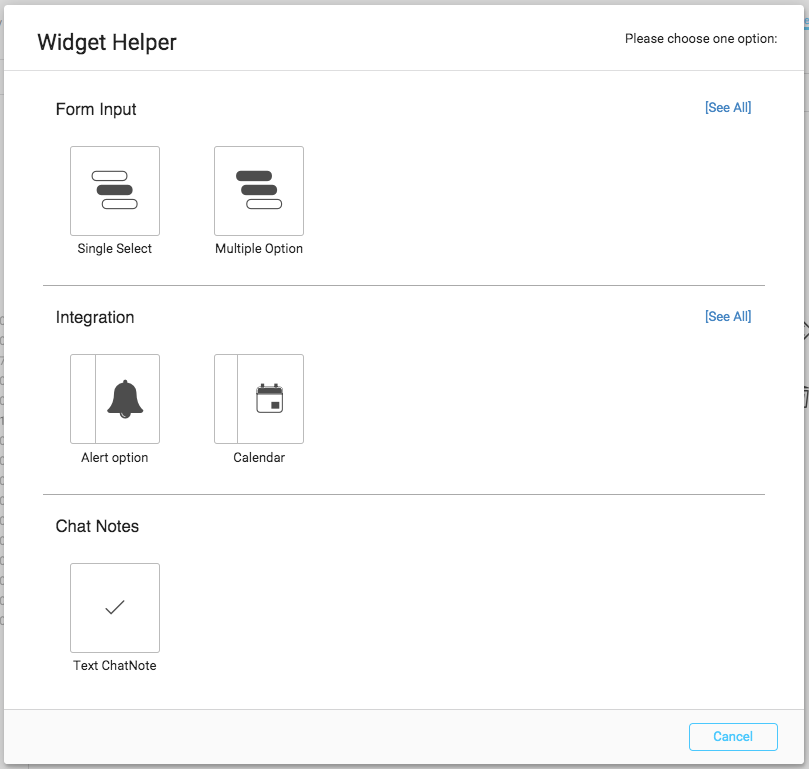 Widget Helper
Please choose one option:
Form Input
[See All]
Single Select
Multiple Option
Integration
[See All]
Alert option
Calendar
Chat Notes
Text ChatNote
Cancel